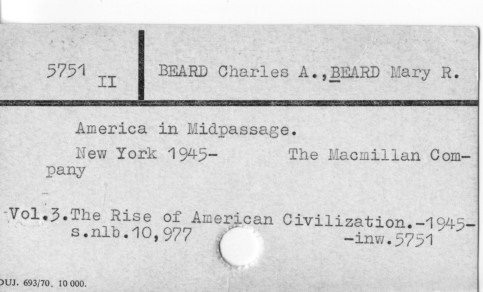 5751 II BEARD Charles A.,BEARD Mary R.
America in Midpassage.
New York 1945- The Macmillan Com-
pany
Vol.3.The Rise of American Civilization.-1945-
s.nlb.10,977 -inw.5751
DUJ. 693/70, 10 000.